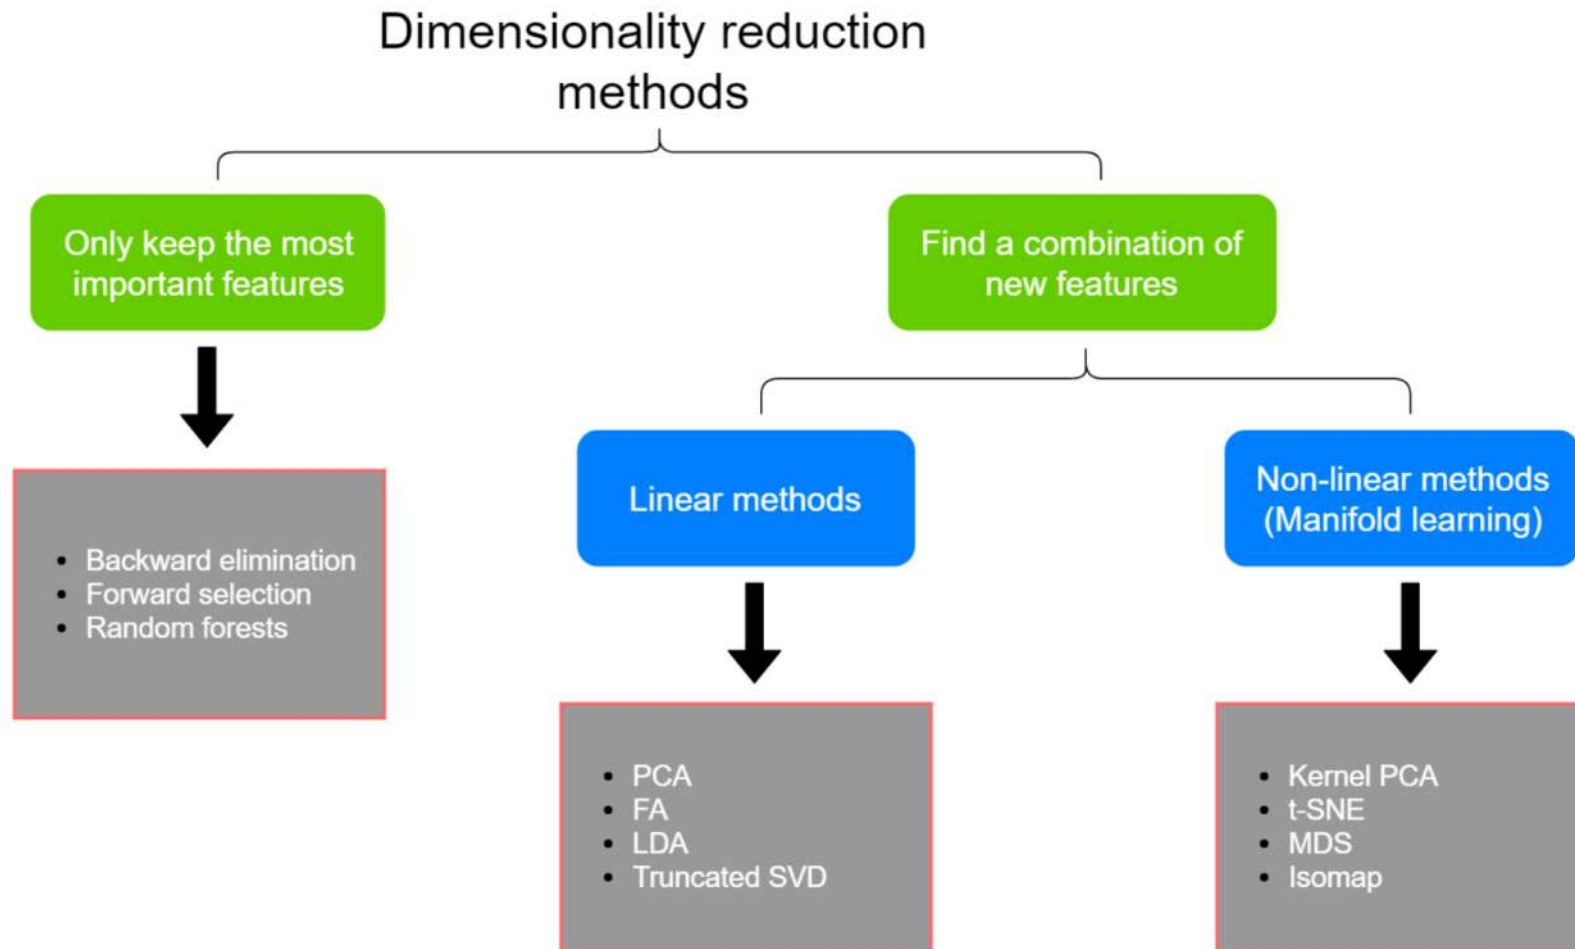 Dimensionality reduction
methods
Only keep the most
important features
Find a combination of
new features
Linear methods
Non-linear methods
(Manifold learning)
• Backward elimination
• Forward selection
• Random forests
• PCA
• FA
• LDA
• Truncated SVD
• Kernel PCA
• t-SNE
• MDS
• Isomap